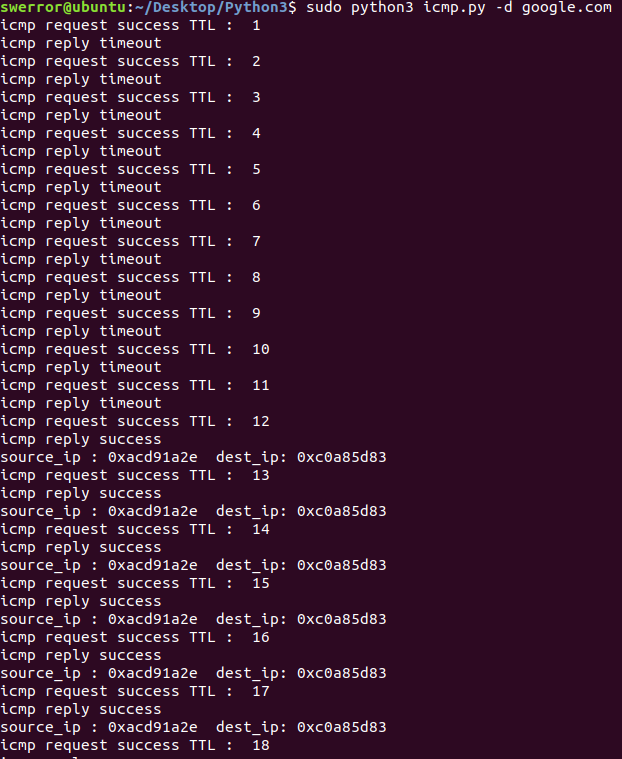 swerror@ubuntu:~/Desktop/Python3$ sudo python3 icmp.py -d google.com
icmp request success TTL :  1
icmp reply timeout
icmp request success TTL :  2
icmp reply timeout
icmp request success TTL :  3
icmp reply timeout
icmp request success TTL :  4
icmp reply timeout
icmp request success TTL :  5
icmp reply timeout
icmp request success TTL :  6
icmp reply timeout
icmp request success TTL :  7
icmp reply timeout
icmp request success TTL :  8
icmp reply timeout
icmp request success TTL :  9
icmp reply timeout
icmp request success TTL :  10
icmp reply timeout
icmp request success TTL :  11
icmp reply timeout
icmp request success TTL :  12
icmp reply success
source_ip : 0xacd91a2e  dest_ip: 0xc0a85d83
icmp request success TTL :  13
icmp reply success
source_ip : 0xacd91a2e  dest_ip: 0xc0a85d83
icmp request success TTL :  14
icmp reply success
source_ip : 0xacd91a2e  dest_ip: 0xc0a85d83
icmp request success TTL :  15
icmp reply success
source_ip : 0xacd91a2e  dest_ip: 0xc0a85d83
icmp request success TTL :  16
icmp reply success
source_ip : 0xacd91a2e  dest_ip: 0xc0a85d83
icmp request success TTL :  17
icmp reply success
source_ip : 0xacd91a2e  dest_ip: 0xc0a85d83
icmp request success TTL :  18